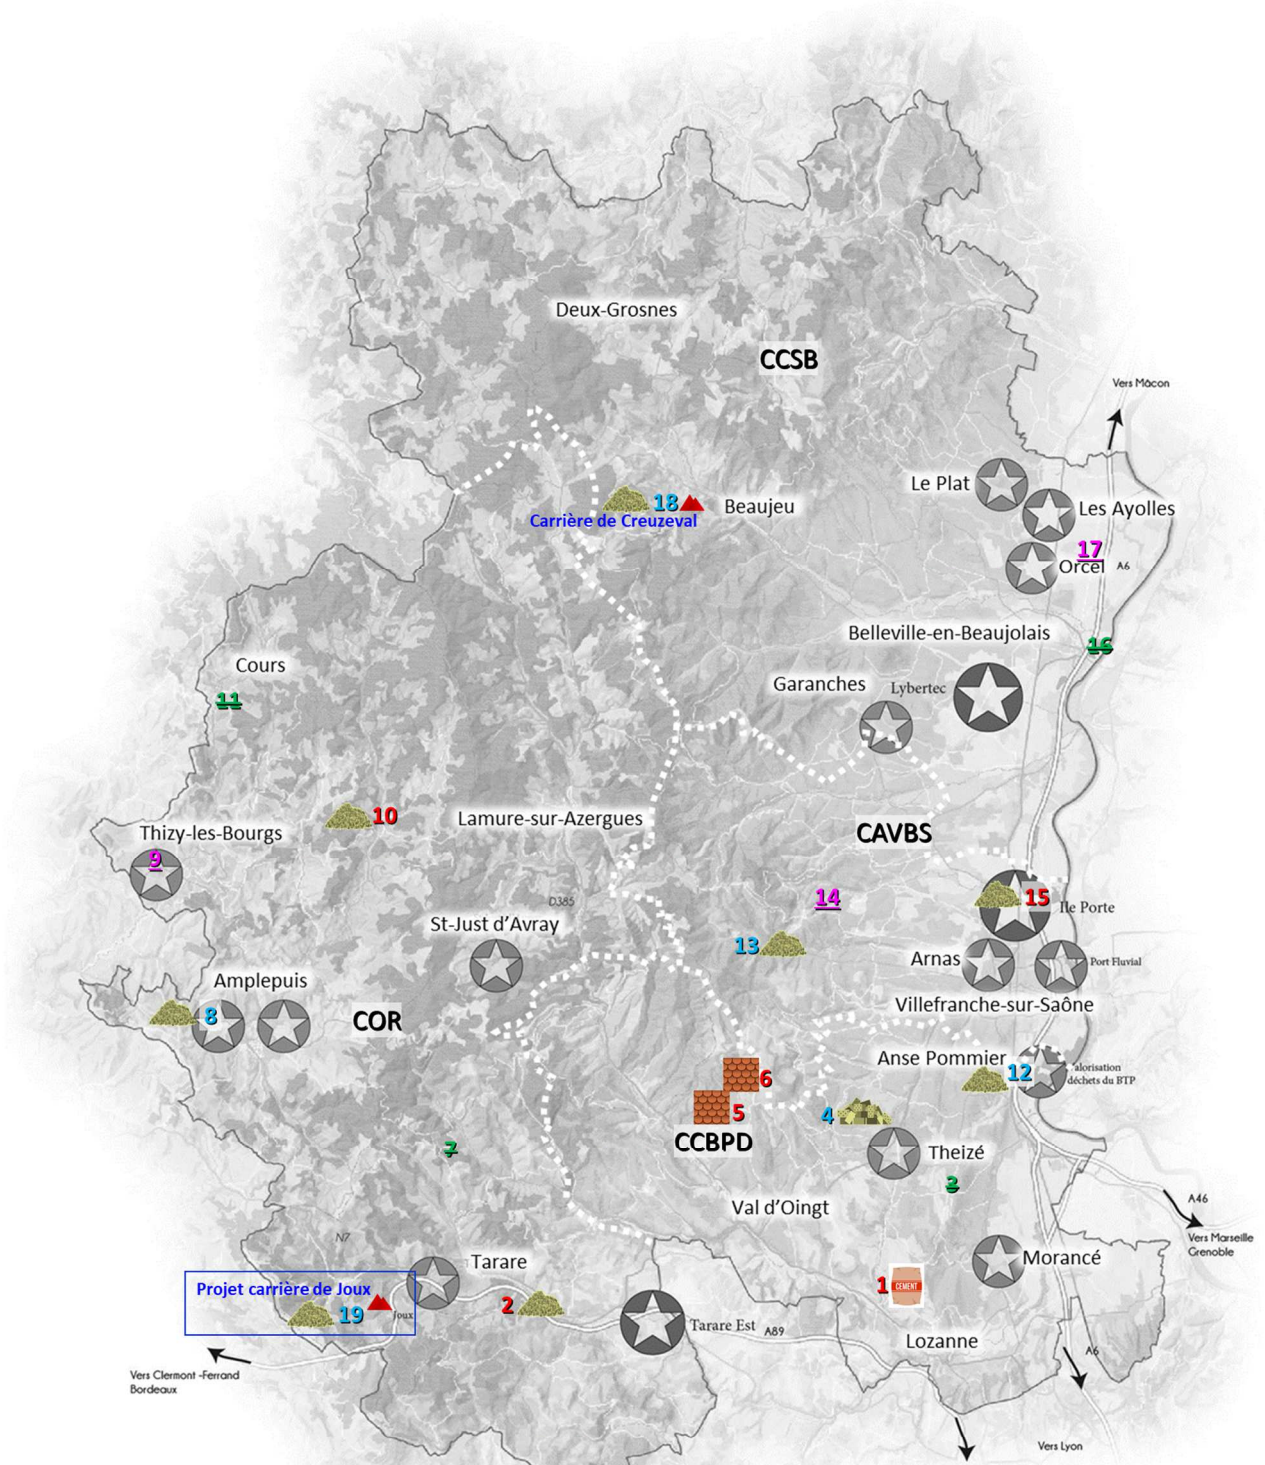 Deux-Grosnes
CCSB
Vers Mâcon
Le Plat
Les Ayolles
18
Beaujeu
Carrière de Creuzeval
17
Orcel
A6
Belleville-en-Beaujolais
16
Cours
Garanches
Lybertec
11
10
Lamure-sur-Azergues
Thizy-les-Bourgs
CAVBS
9
14
15
Ile Porte
D385
St-Just d'Avray
13
Arnas
Port Fluvial
Amplepuis
Villefranche-sur-Saône
8
COR
Anse Pommier
12
alorisation
déchets du BTP
6
5
4
CCBPD
7
Theizé
3
Val d'Oingt
A46
Vers Marseille
Grenoble
N7
Tarare
Morancé
Projet carrière de Joux
19
Joux
2
1
CEMENT
Tarare Est
A89
Lozanne
A6
Vers Clermont -Ferrand
Bordeaux
Vers Lyon